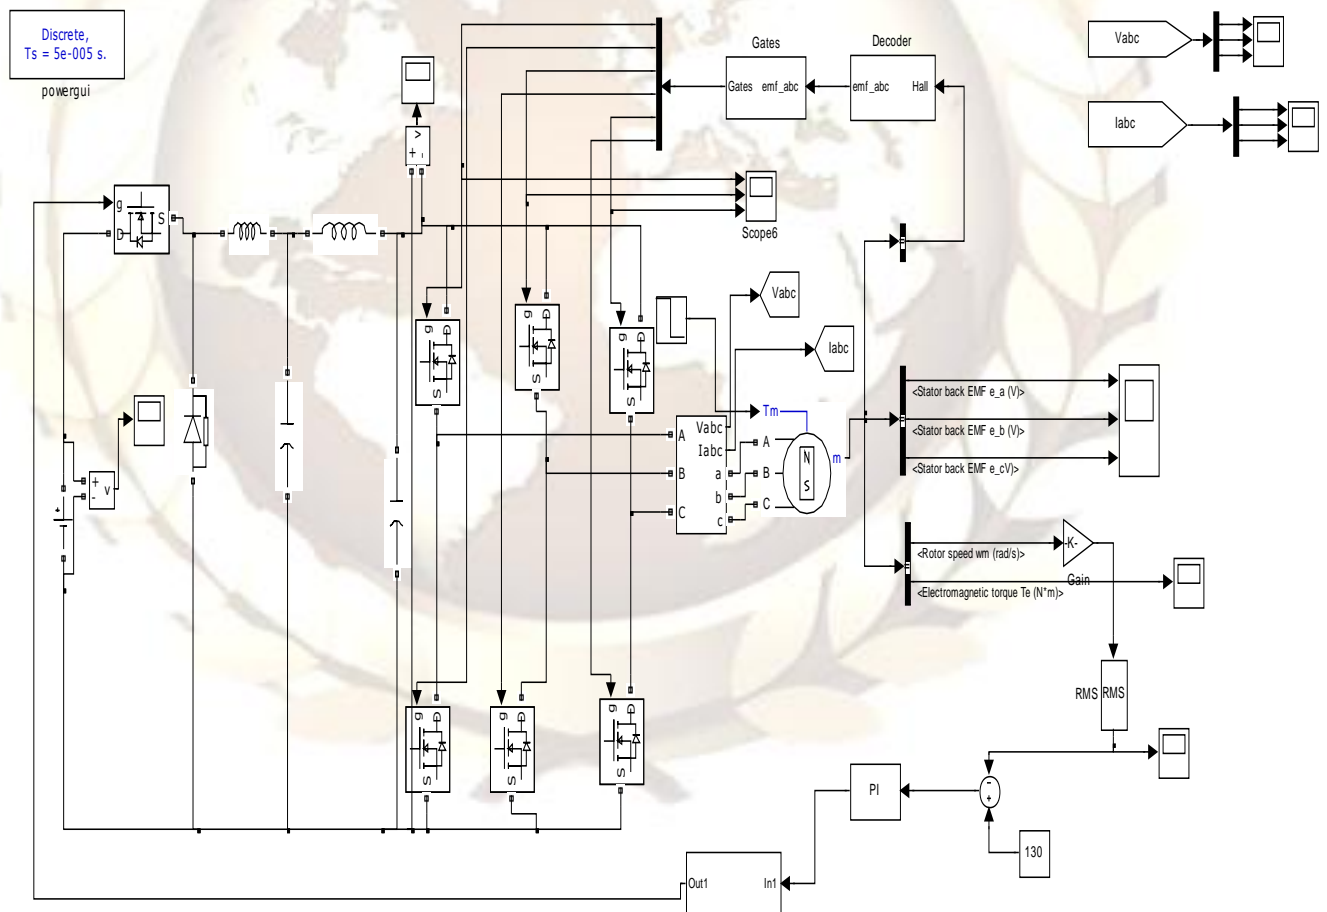 Discrete,
Ts = 5e-005 s.
powergui
Gates
Decoder
Gates emf_abc
emf_abc Hall
Vabc
Iabc
+ - v
g
D
S
Scope6
Vabc
Iabc
g
D
S
g
D
S
g
D
S
+
-
v
+
A
B
C
Vabc
Iabc
a
b
c
Tm
A
B
C
N
S
m
<Stator back EMF e_a (V)>
<Stator back EMF e_b (V)>
<Stator back EMF e_cV)>
<Rotor speed wm (rad/s)>
-K-
Gain
<Electromagnetic torque Te (N*m)>
RMS RMS
g
D
S
g
D
S
g
D
S
PI
-
+
130
Out1 In1